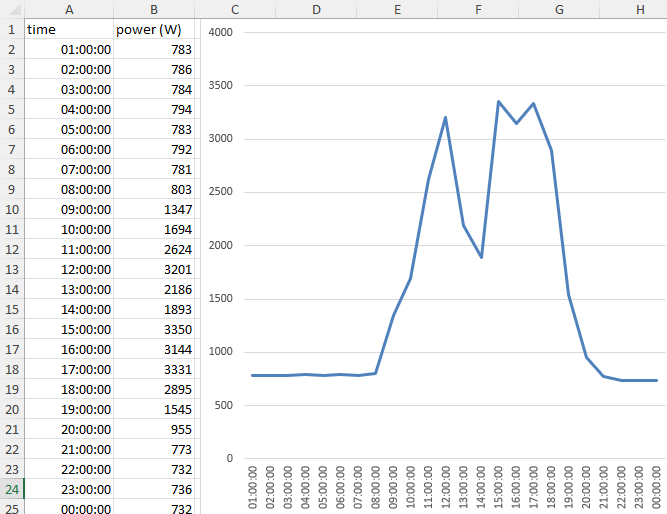 A B C D E F G H
1 time power (W)
2 01:00:00 783
3 02:00:00 786
4 03:00:00 784
5 04:00:00 794
6 05:00:00 783
7 06:00:00 792
8 07:00:00 781
9 08:00:00 803
10 09:00:00 1347
11 10:00:00 1694
12 11:00:00 2624
13 12:00:00 3201
14 13:00:00 2186
15 14:00:00 1893
16 15:00:00 3350
17 16:00:00 3144
18 17:00:00 3331
19 18:00:00 2895
20 19:00:00 1545
21 20:00:00 955
22 21:00:00 773
23 22:00:00 732
24 23:00:00 736
25 00:00:00 732
4000
3500
3000
2500
2000
1500
1000
500
0
01:00:00
02:00:00
03:00:00
04:00:00
05:00:00
06:00:00
07:00:00
08:00:00
09:00:00
10:00:00
11:00:00
12:00:00
13:00:00
14:00:00
15:00:00
16:00:00
17:00:00
18:00:00
19:00:00
20:00:00
21:00:00
22:00:00
23:00:00
00:00:00